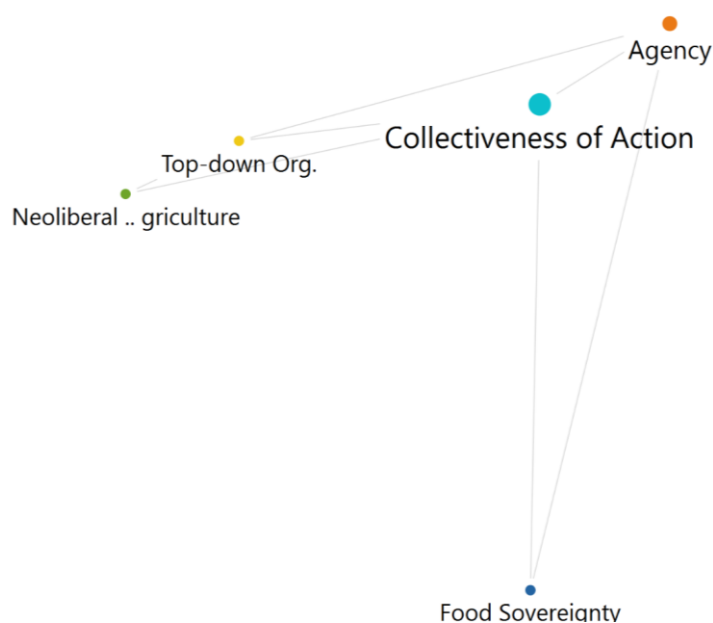 Agency
Collectiveness of Action
Top-down Org.
Neoliberal .. griculture
Food Sovereignty